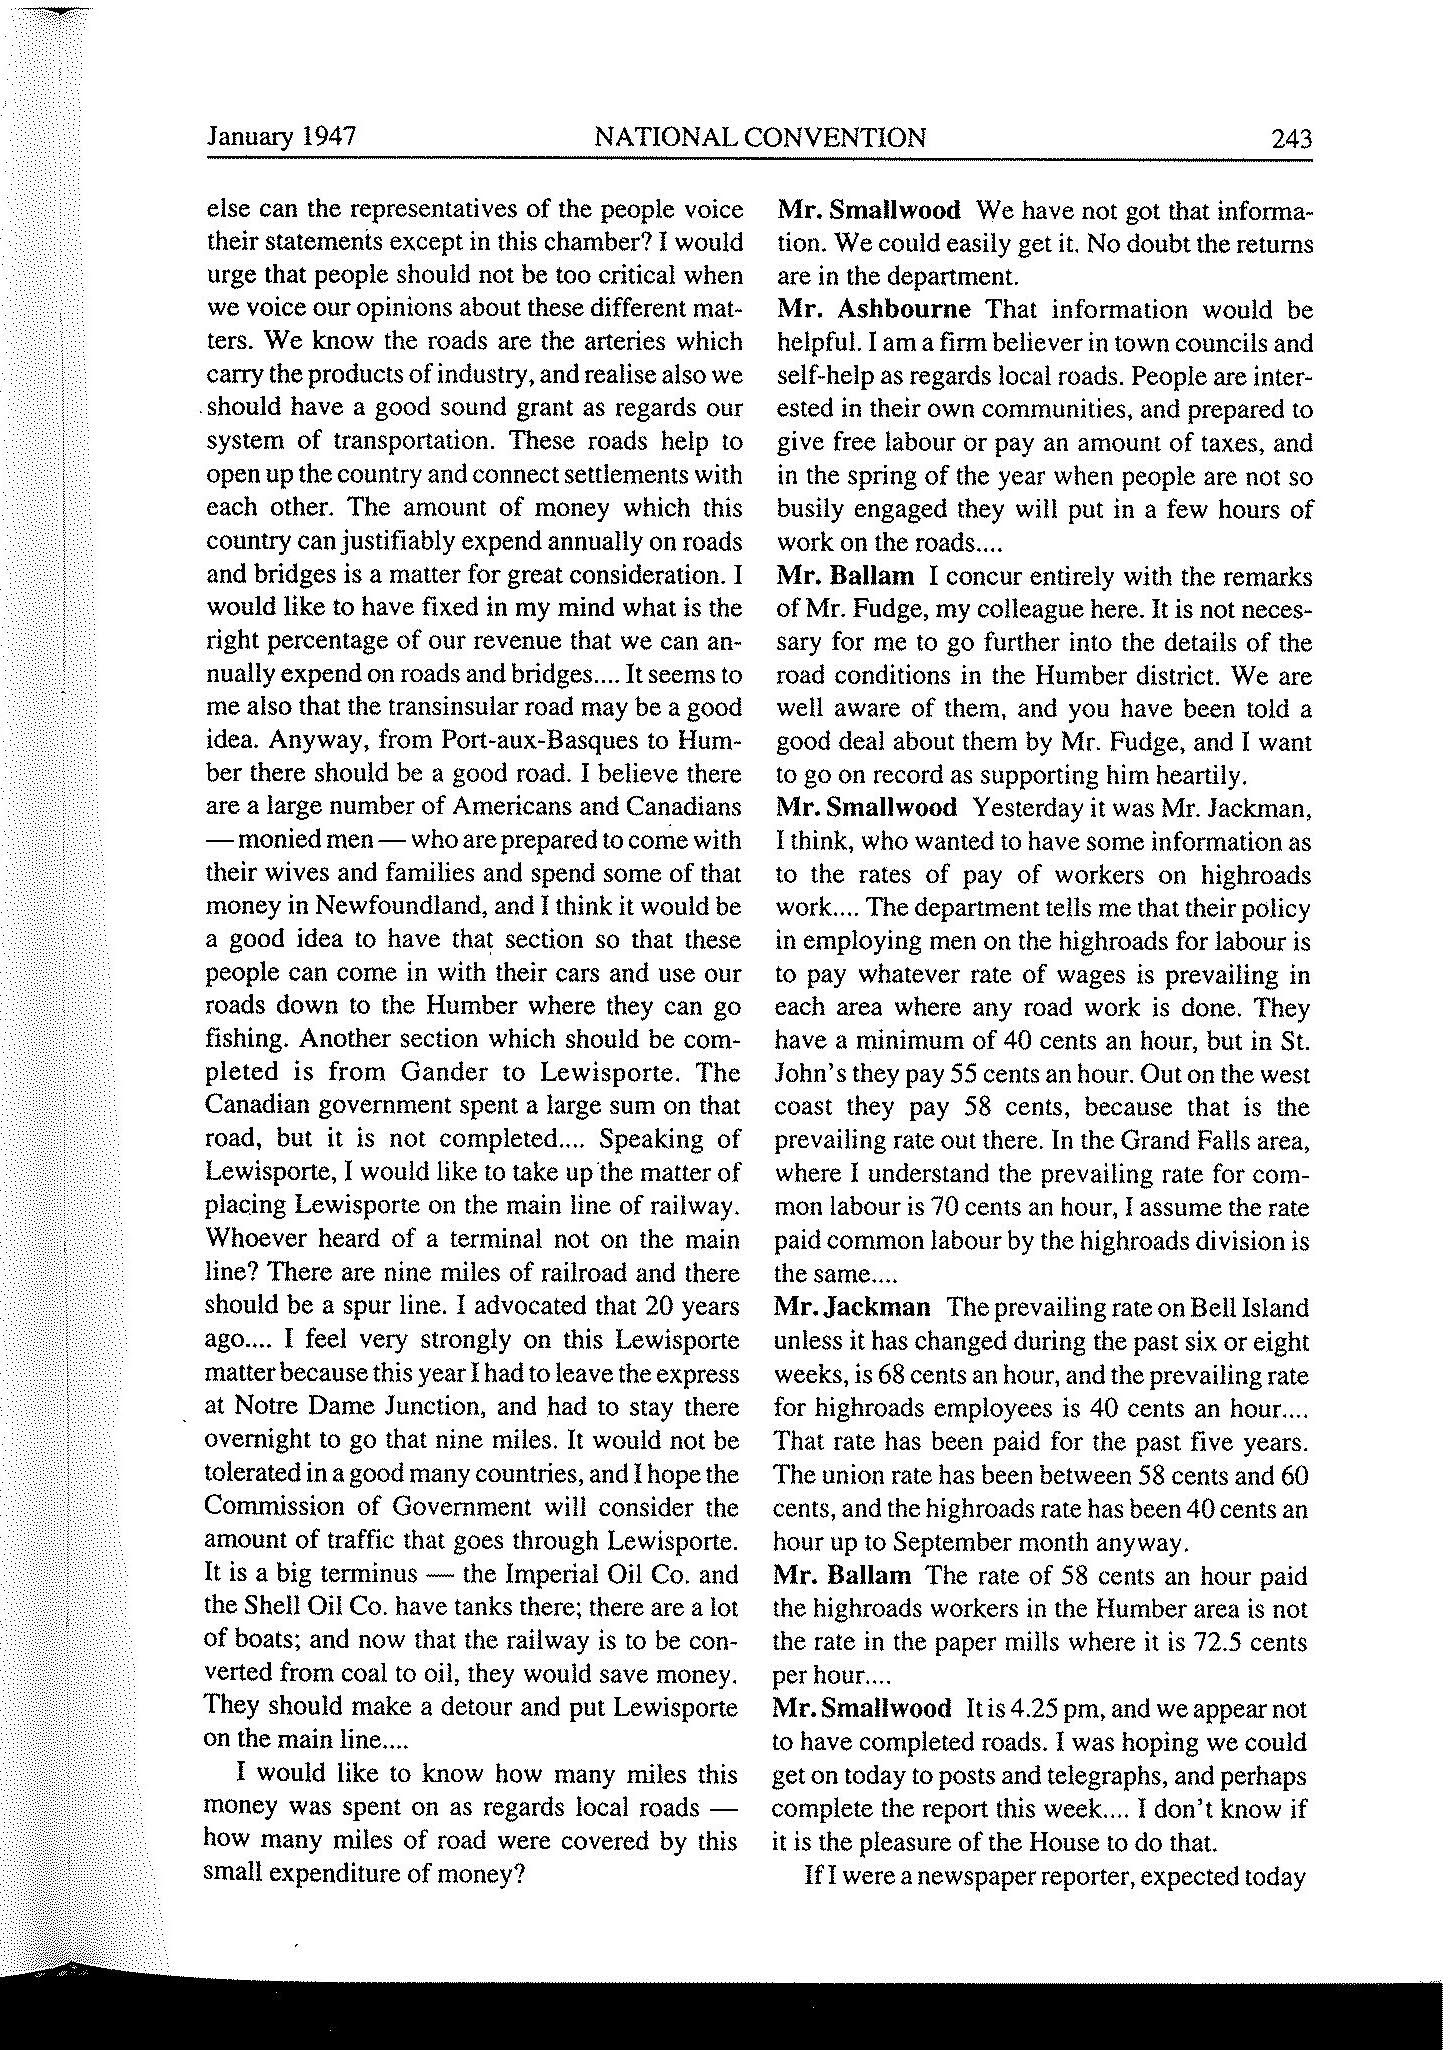 January 1947 NATIONAL CONVENTION 243
else can the representatives of the people voice
their statements except in this chamber? I would
urge that people should not be too critical when
we voice our opinions about these different mat-
ters. We know the roads are the arteries which
carry the products of industry, and realise also we
should have a good sound grant as regards our
system of transportation. These roads help to
open up the country and connect settlements with
each other. The amount of money which this
country can justifiably expend annually on roads
and bridges is a matter for great consideration. I
would like to have fixed in my mind what is the
right percentage of our revenue that we can an-
nually expend on roads and bridges.... It seems to
me also that the transinsular road may be a good
idea. Anyway, from Port-aux-Basques to Hum-
ber there should be a good road. I believe there
are a large number of Americans and Canadians
— monied men — who are prepared to come with
their wives and families and spend some of that
money in Newfoundland, and I think it would be
a good idea to have that section so that these
people can come in with their cars and use our
roads down to the Humber where they can go
fishing. Another section which should be com-
pleted is from Gander to Lewisporte. The
Canadian government spent a large sum on that
road, but it is not completed.... Speaking of
Lewisporte, I would like to take up the matter of
placing Lewisporte on the main line of railway.
Whoever heard of a terminal not on the main
line? There are nine miles of railroad and there
should be a spur line. I advocated that 20 years
ago.... I feel very strongly on this Lewisporte
matter because this year I had to leave the express
at Notre Dame Junction, and had to stay there
overnight to go that nine miles. It would not be
tolerated in a good many countries, and I hope the
Commission of Government will consider the
amount of traffic that goes through Lewisporte.
It is a big terminus — the Imperial Oil Co. and
the Shell Oil Co. have tanks there; there are a lot
of boats; and now that the railway is to be con-
verted from coal to oil, they would save money.
They should make a detour and put Lewisporte
on the main line....
I would like to know how many miles this
money was spent on as regards local roads —
how many miles of road were covered by this
small expenditure of money?
Mr. Smallwood We have not got that informa-
tion. We could easily get it. No doubt the returns
are in the department.
Mr. Ashbourne That information would be
helpful. I am a firm believer in town councils and
self-help as regards local roads. People are inter-
ested in their own communities, and prepared to
give free labour or pay an amount of taxes, and
in the spring of the year when people are not so
busily engaged they will put in a few hours of
work on the roads....
Mr. Ballam I concur entirely with the remarks
of Mr. Fudge, my colleague here. It is not neces-
sary for me to go further into the details of the
road conditions in the Humber district. We are
well aware of them, and you have been told a
good deal about them by Mr. Fudge, and I want
to go on record as supporting him heartily.
Mr. Smallwood Yesterday it was Mr. Jackman,
I think, who wanted to have some information as
to the rates of pay of workers on highroads
work.... The department tells me that their policy
in employing men on the highroads for labour is
to pay whatever rate of wages is prevailing in
each area where any road work is done. They
have a minimum of 40 cents an hour, but in St.
John's they pay 55 cents an hour. Out on the west
coast they pay 58 cents, because that is the
prevailing rate out there. In the Grand Falls area,
where I understand the prevailing rate for com-
mon labour is 70 cents an hour, I assume the rate
paid common labour by the highroads division is
the same....
Mr. Jackman The prevailing rate on Bell Island
unless it has changed during the past six or eight
weeks, is 68 cents an hour, and the prevailing rate
for highroads employees is 40 cents an hour....
That rate has been paid for the past five years.
The union rate has been between 58 cents and 60
cents, and the highroads rate has been 40 cents an
hour up to September month anyway.
Mr. Ballam The rate of 58 cents an hour paid
the highroads workers in the Humber area is not
the rate in the paper mills where it is 72.5 cents
per hour....
Mr. Smallwood It is 4.25 pm, and we appear not
to have completed roads. I was hoping we could
get on today to posts and telegraphs, and perhaps
complete the report this week.... I don't know if
it is the pleasure of the House to do that.
If I were a newspaper reporter, expected today